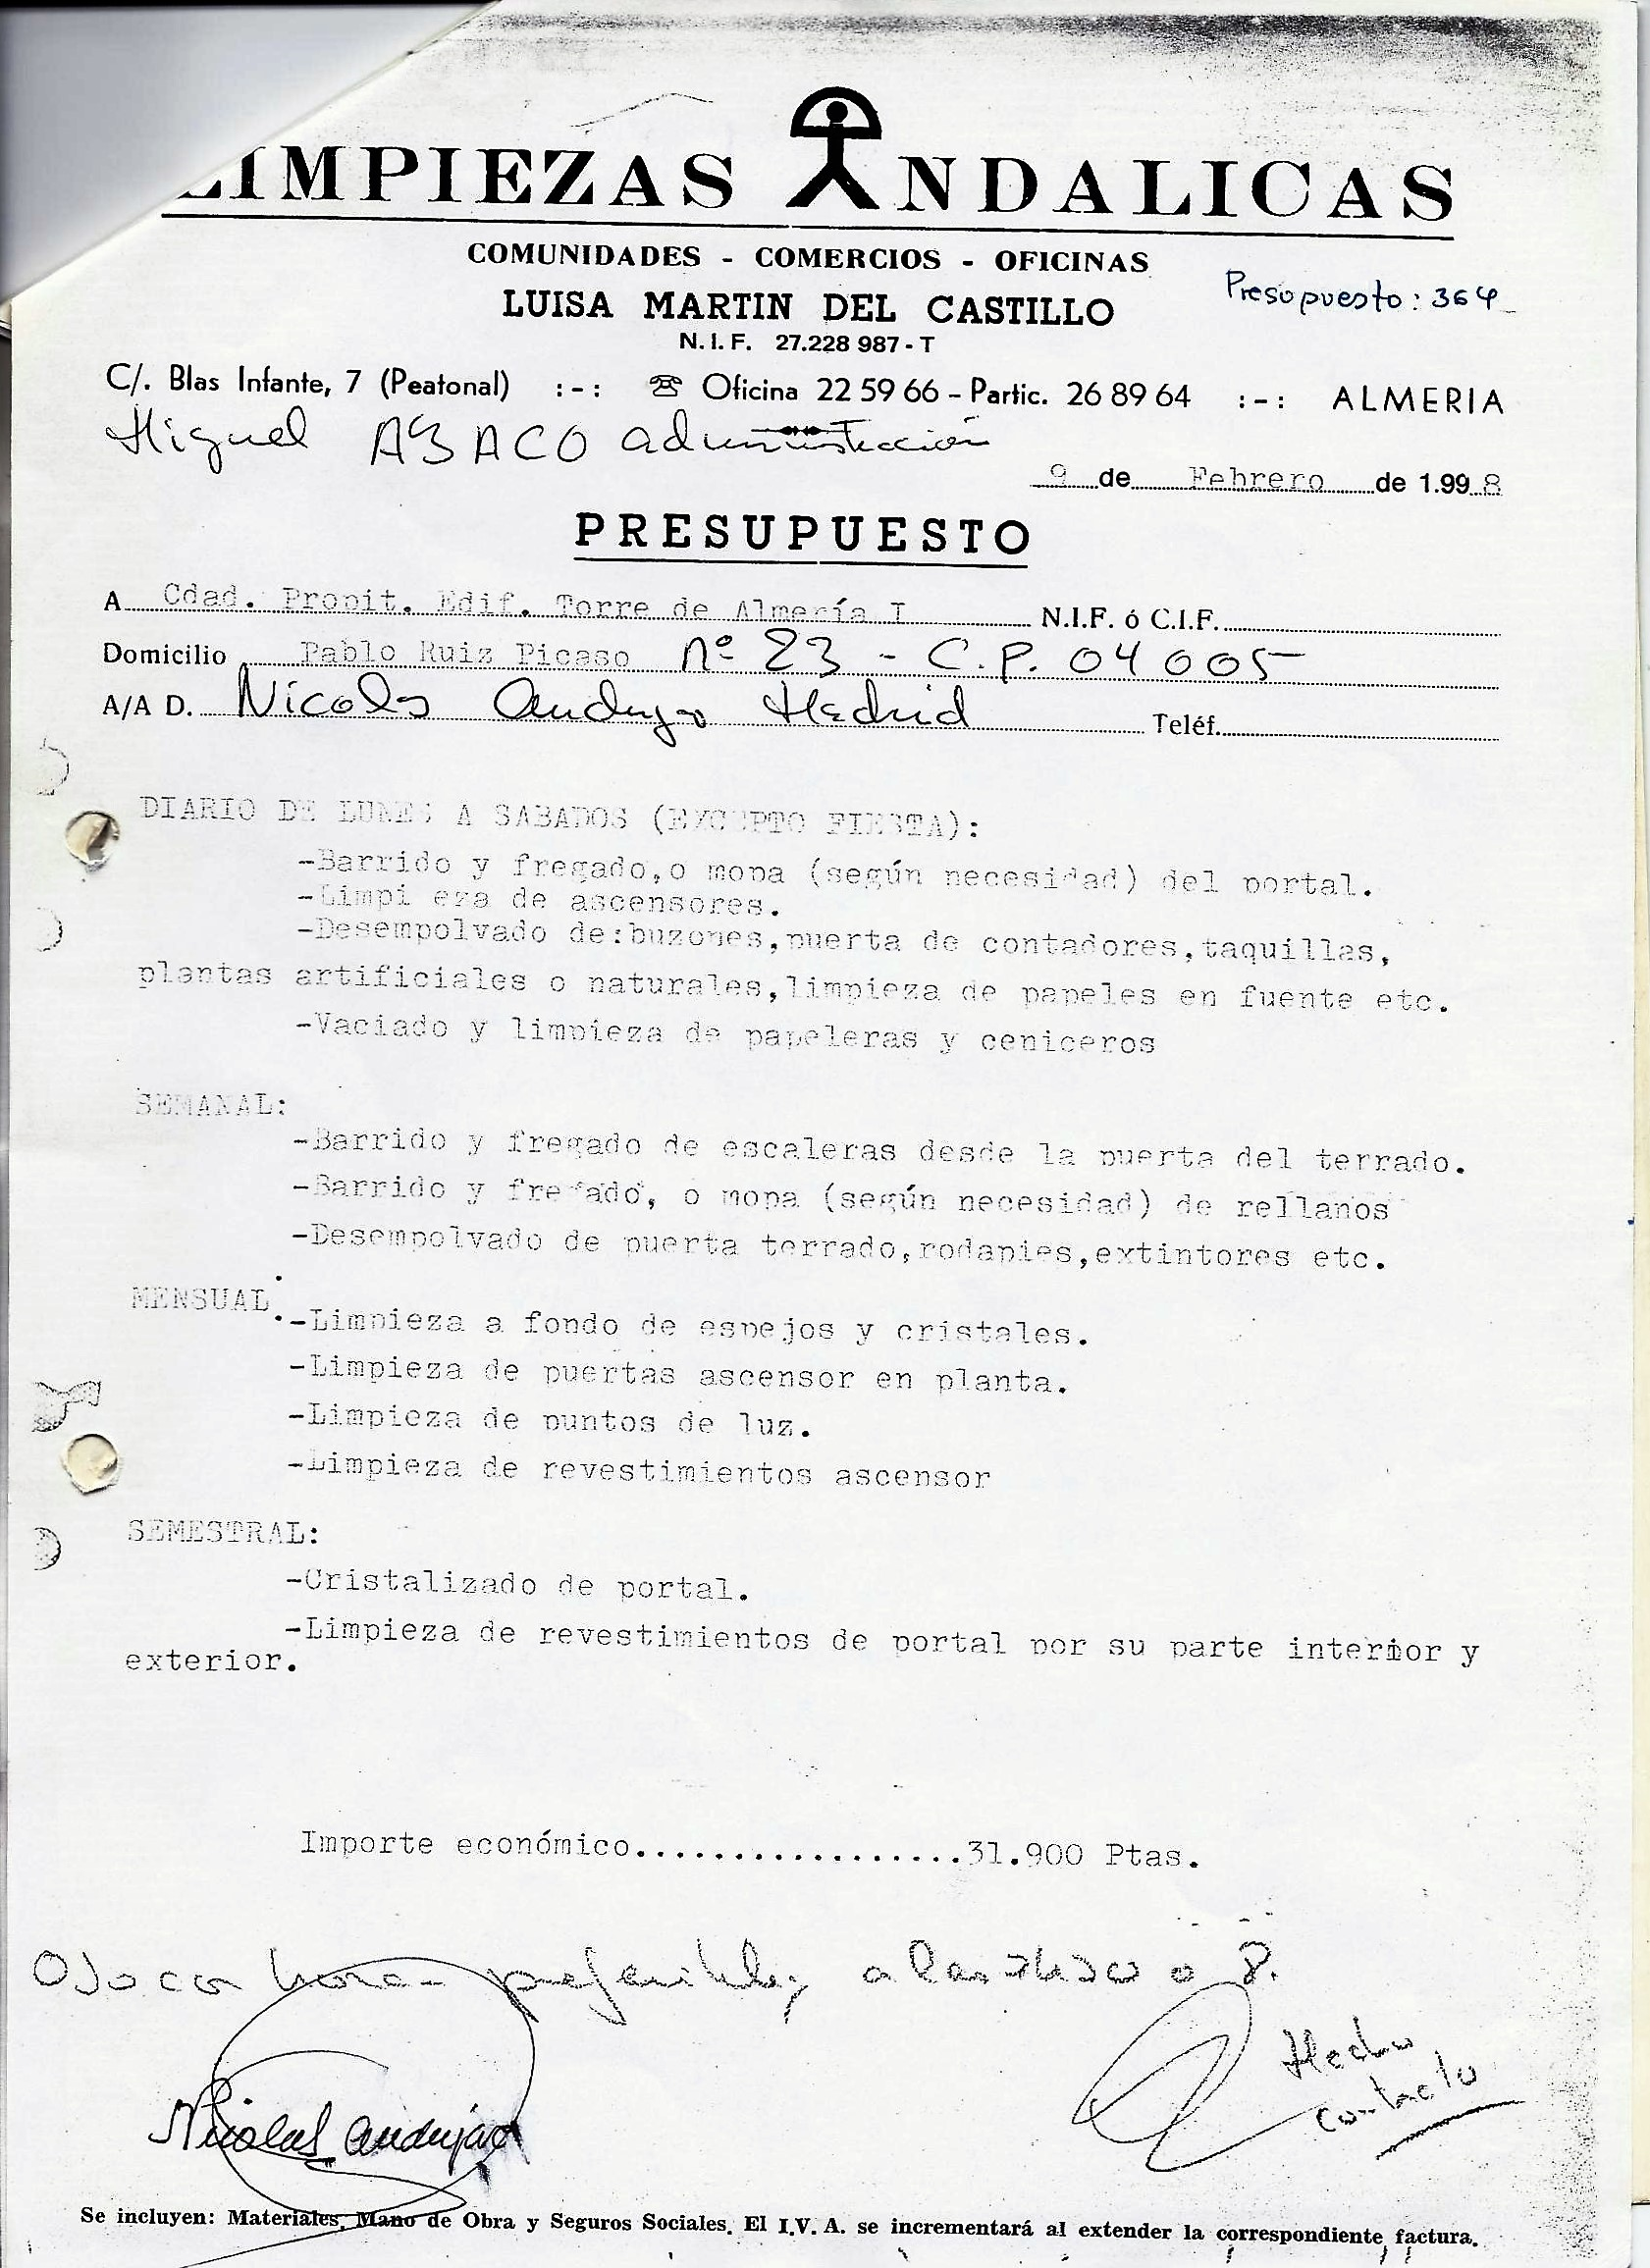 LIMPIEZAS ANDALICAS
COMUNIDADES - COMERCIOS - OFICINAS
LUISA MARTIN DEL CASTILLO
Presupuesto: 364
N.I.F. 27.228 987-T
C/. Blas Infante, 7 (Peatonal) :-: ☎ Oficina 22 59 66 - Partic. 26 89 64 :-: ALMERIA
Miguel ABACO administración
9 de Febrero de 1.998
PRESUPUESTO
A Cdad. Propit. Edif. Torre de Almería I N.I.F. ó C.I.F.
Domicilio Pablo Ruiz Picaso nº 23 - C.P. 04005
A/A D. Nicolas Andujar Madrid Teléf.
DIARIO DE LUNES A SABADOS (EXCEPTO FIESTA):
-Barrido y fregado,o mopa (según necesidad) del portal.
-Limpi eza de ascensores.
-Desempolvado de:buzones,puerta de contadores,taquillas,
plantas artificiales o naturales,limpieza de papeles en fuente etc.
-Vaciado y limpieza de papeleras y ceniceros
SEMANAL:
-Barrido y fregado de escaleras desde la puerta del terrado.
-Barrido y fregado, o mopa (según necesidad) de rellanos
-Desempolvado de puerta terrado,rodapies,extintores etc.
MENSUAL:
-Limpieza a fondo de espejos y cristales.
-Limpieza de puertas ascensor en planta.
-Limpieza de puntos de luz.
-Limpieza de revestimientos ascensor
SEMESTRAL:
-Cristalizado de portal.
-Limpieza de revestimientos de portal por su parte interior y
exterior.
Importe económico.................31.900 Ptas.
Ojo con hora - preferible a las o 8.
Hecho
contacto
Nicolas Andujar
Se incluyen: Materiales, Mano de Obra y Seguros Sociales. El I.V.A. se incrementará al extender la correspondiente factura.